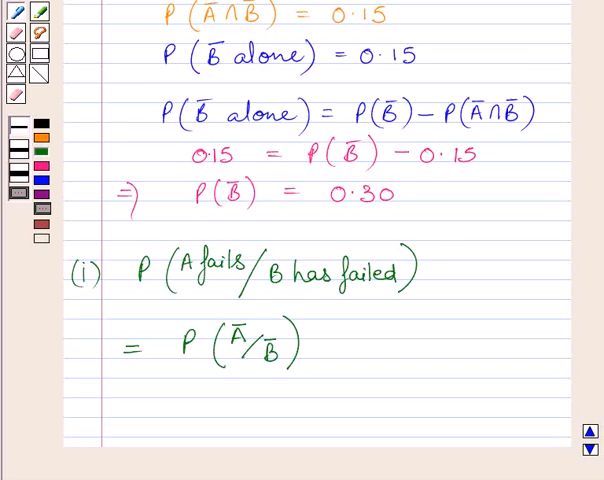 P (A̅ ∩ B̅) = 0.15
P (B̅ alone) = 0.15
P(B̅ alone) = P(B̅) - P(A̅ ∩ B̅)
0.15 = P(B̅) - 0.15
⇒ P(B̅) = 0.30
(i) P (A fails / B has failed)
= P (A̅ / B̅)